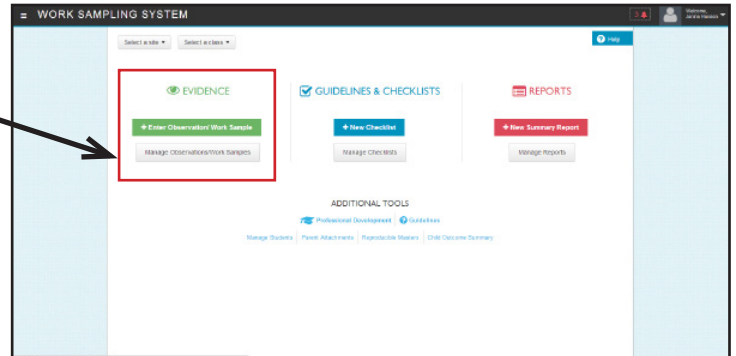 WORK SAMPLING SYSTEM
3
Welcome,
Select a site
Select a class
Help
EVIDENCE
GUIDELINES & CHECKLISTS
REPORTS
+ Enter Observation/ Work Sample
+ New Checklist
+ New Summary Report
Manage Observations/Work Samples
Manage Checklists
Manage Reports
ADDITIONAL TOOLS
Professional Development
Guidelines
Manage Students
Parent Attachments
Reproducible Masters
Child Outcome Summary